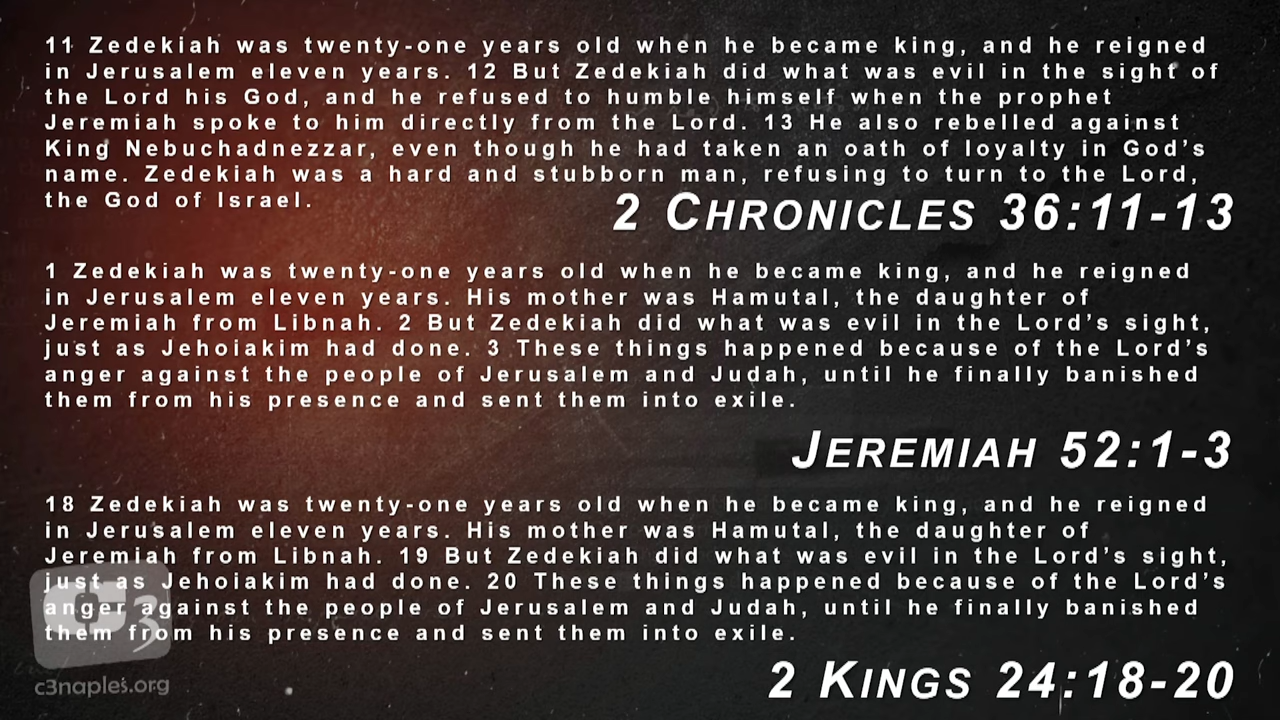 11 Zedekiah was twenty-one years old when he became king, and he reigned
in Jerusalem eleven years. 12 But Zedekiah did what was evil in the sight of
the Lord his God, and he refused to humble himself when the prophet
Jeremiah spoke to him directly from the Lord. 13 He also rebelled against
King Nebuchadnezzar, even though he had taken an oath of loyalty in God's
name. Zedekiah was a hard and stubborn man, refusing to turn to the Lord,
the God of Israel.
2 CHRONICLES 36:11-13
1 Zedekiah was twenty-one years old when he became king, and he reigned
in Jerusalem eleven years. His mother was Hamutal, the daughter of
Jeremiah from Libnah. 2 But Zedekiah did what was evil in the Lord's sight,
just as Jehoiakim had done. 3 These things happened because of the Lord's
anger against the people of Jerusalem and Judah, until he finally banished
them from his presence and sent them into exile.
JEREMIAH 52:1-3
18 Zedekiah was twenty-one years old when he became king, and he reigned
in Jerusalem eleven years. His mother was Hamutal, the daughter of
Jeremiah from Libnah. 19 But Zedekiah did what was evil in the Lord's sight,
just as Jehoiakim had done. 20 These things happened because of the Lord's
anger against the people of Jerusalem and Judah, until he finally banished
them from his presence and sent them into exile.
2 KINGS 24:18-20
C 3
c3naples.org